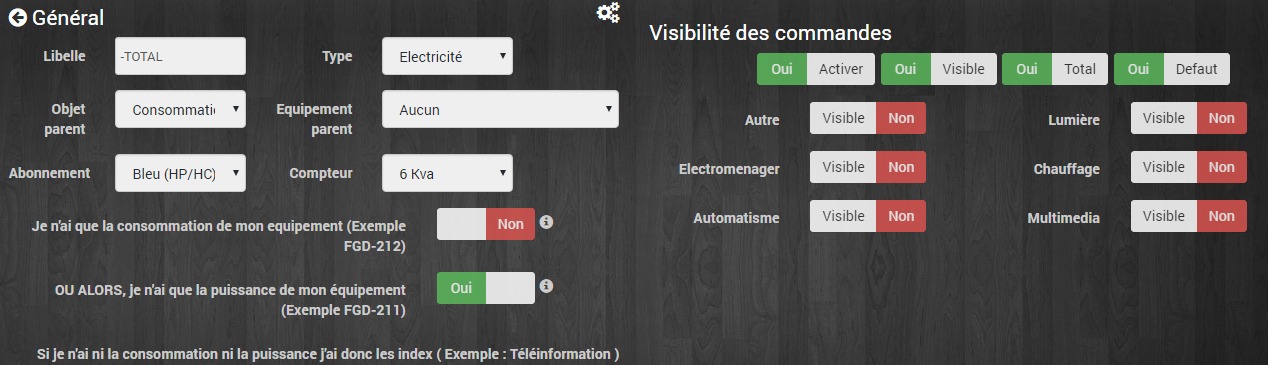 Général
Libelle
-TOTAL
Type
Electricité
Objet
parent
Consommatic
Equipement
parent
Aucun
Abonnement
Bleu (HP/HC)
Compteur
6 Kva
Je n'ai que la consommation de mon equipement (Exemple
FGD-212)
Non
OU ALORS, je n'ai que la puissance de mon équipement
(Exemple FGD-211)
Oui
Si je n'ai ni la consommation ni la puissance j'ai donc les index ( Exemple : Téléinformation )
Visibilité des commandes
Oui Activer
Oui Visible
Oui Total
Oui Defaut
Autre Visible Non
Lumière Visible Non
Electromenager Visible Non
Chauffage Visible Non
Automatisme Visible Non
Multimedia Visible Non